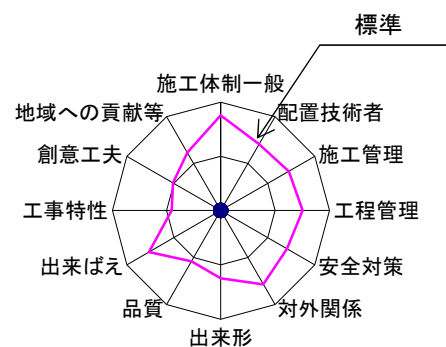 標準
施工体制一般
配置技術者
施工管理
工程管理
安全対策
対外関係
出来形
品質
出来ばえ
工事特性
創意工夫
地域への貢献等